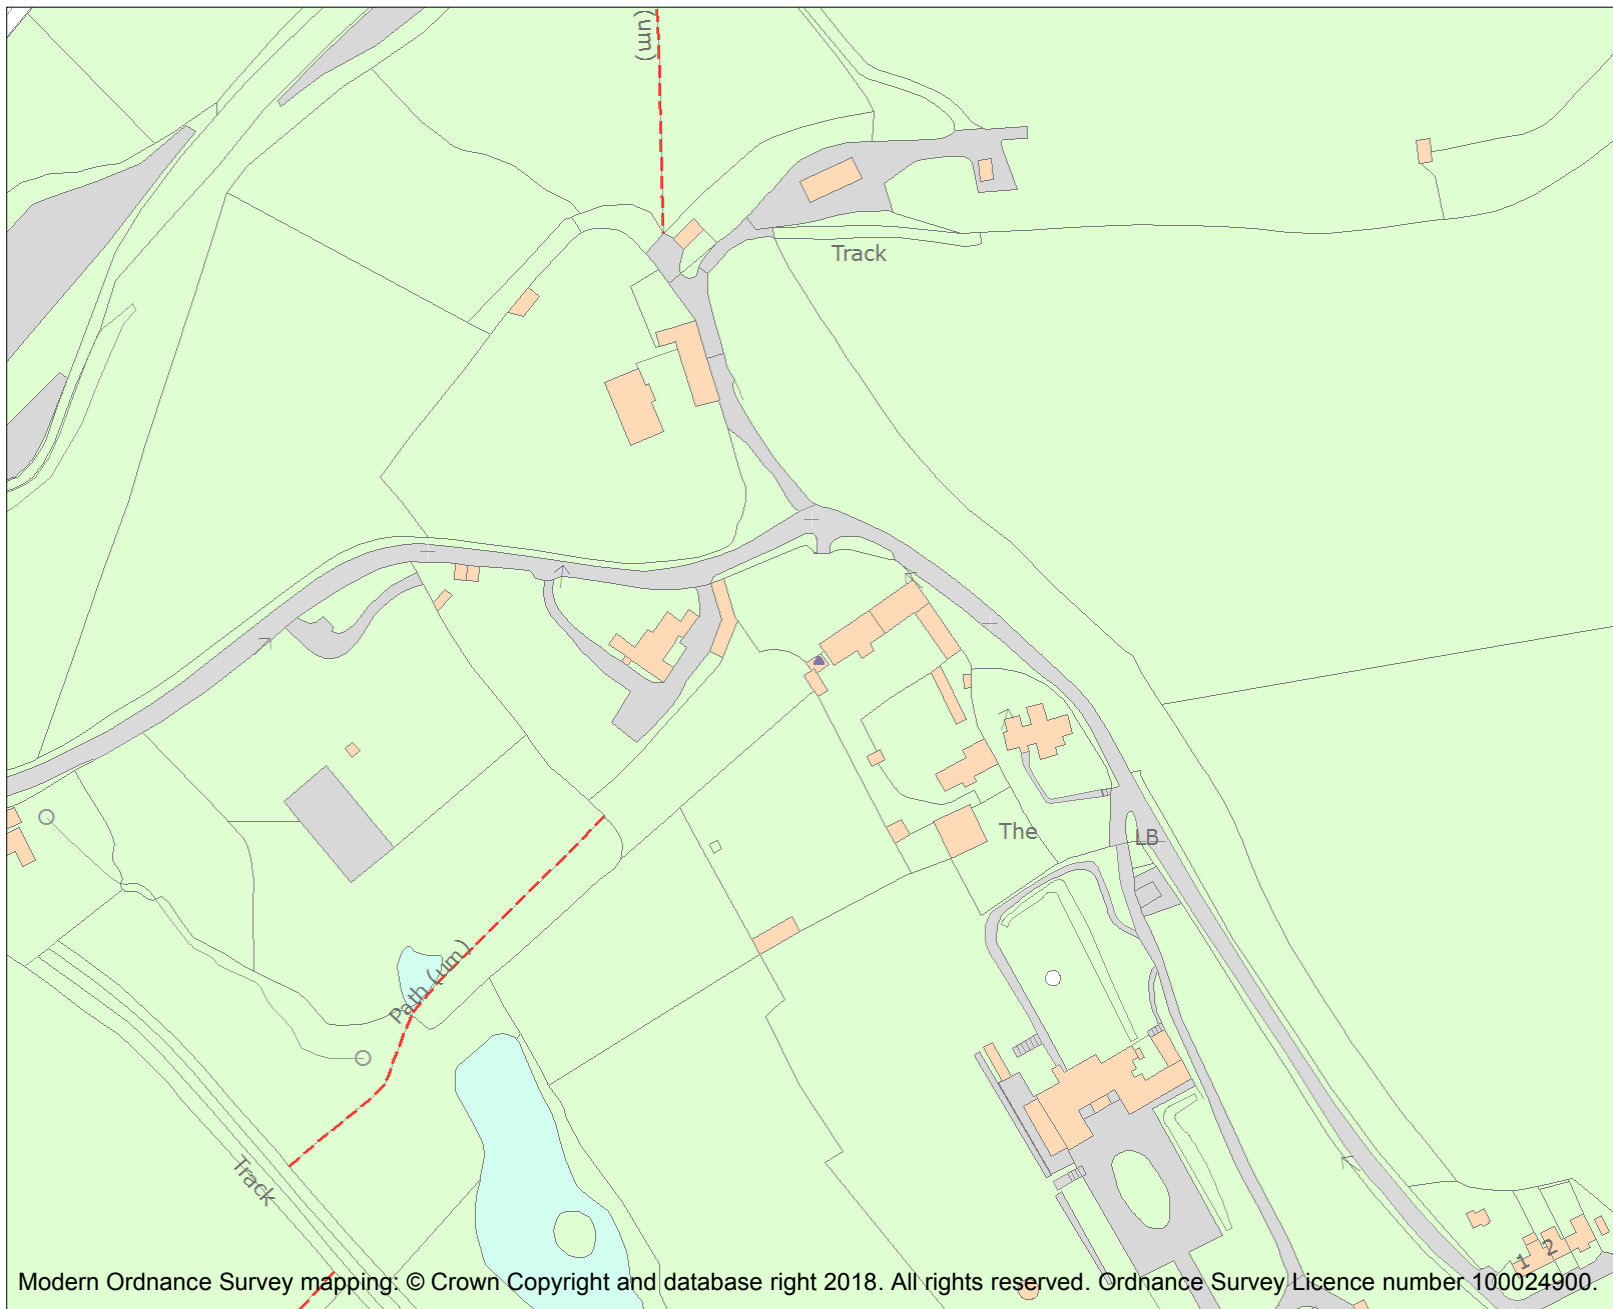 (um)
Track
The
LB
Path (um)
Track
1
2
Modern Ordnance Survey mapping: © Crown Copyright and database right 2018. All rights reserved. Ordnance Survey Licence number 100024900.